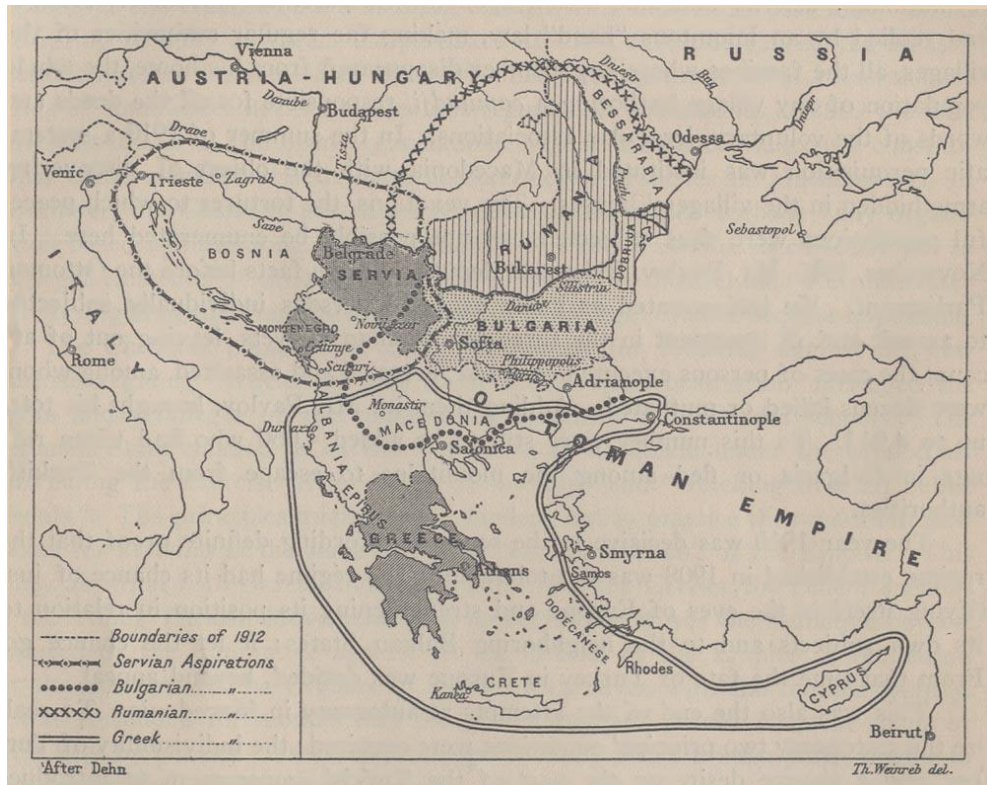 Vienna
RUSSIA
AUSTRIA-HUNGARY
Dniestr
Bug
Danube
Budapest
BESSARABIA
Dnieper
Odessa
Drave
Tisza
Venic
Trieste
Zagrab
Pruth
Save
RUMANIA
Sebastopol
BOSNIA
Belgrade
SERVIA
Bukarest
DOBRUJA
Silistria
Danube
ITALY
MONTENEGRO
Novibazar
BULGARIA
Cettinje
Sofia
Rome
Scutari
Philippopolis
Maritza
Adrianople
Monastir
OTTOMAN EMPIRE
Durazzo
MACEDONIA
Constantinople
ALBANIA
Salonica
EPIRUS
GREECE
Smyrna
Athens
Samos
DODECANESE
Rhodes
CRETE
Kanea
CYPRUS
Beirut
Boundaries of 1912
Servian Aspirations
Bulgarian „
Rumanian „
Greek „
After Dehn
Th. Weinreb del.